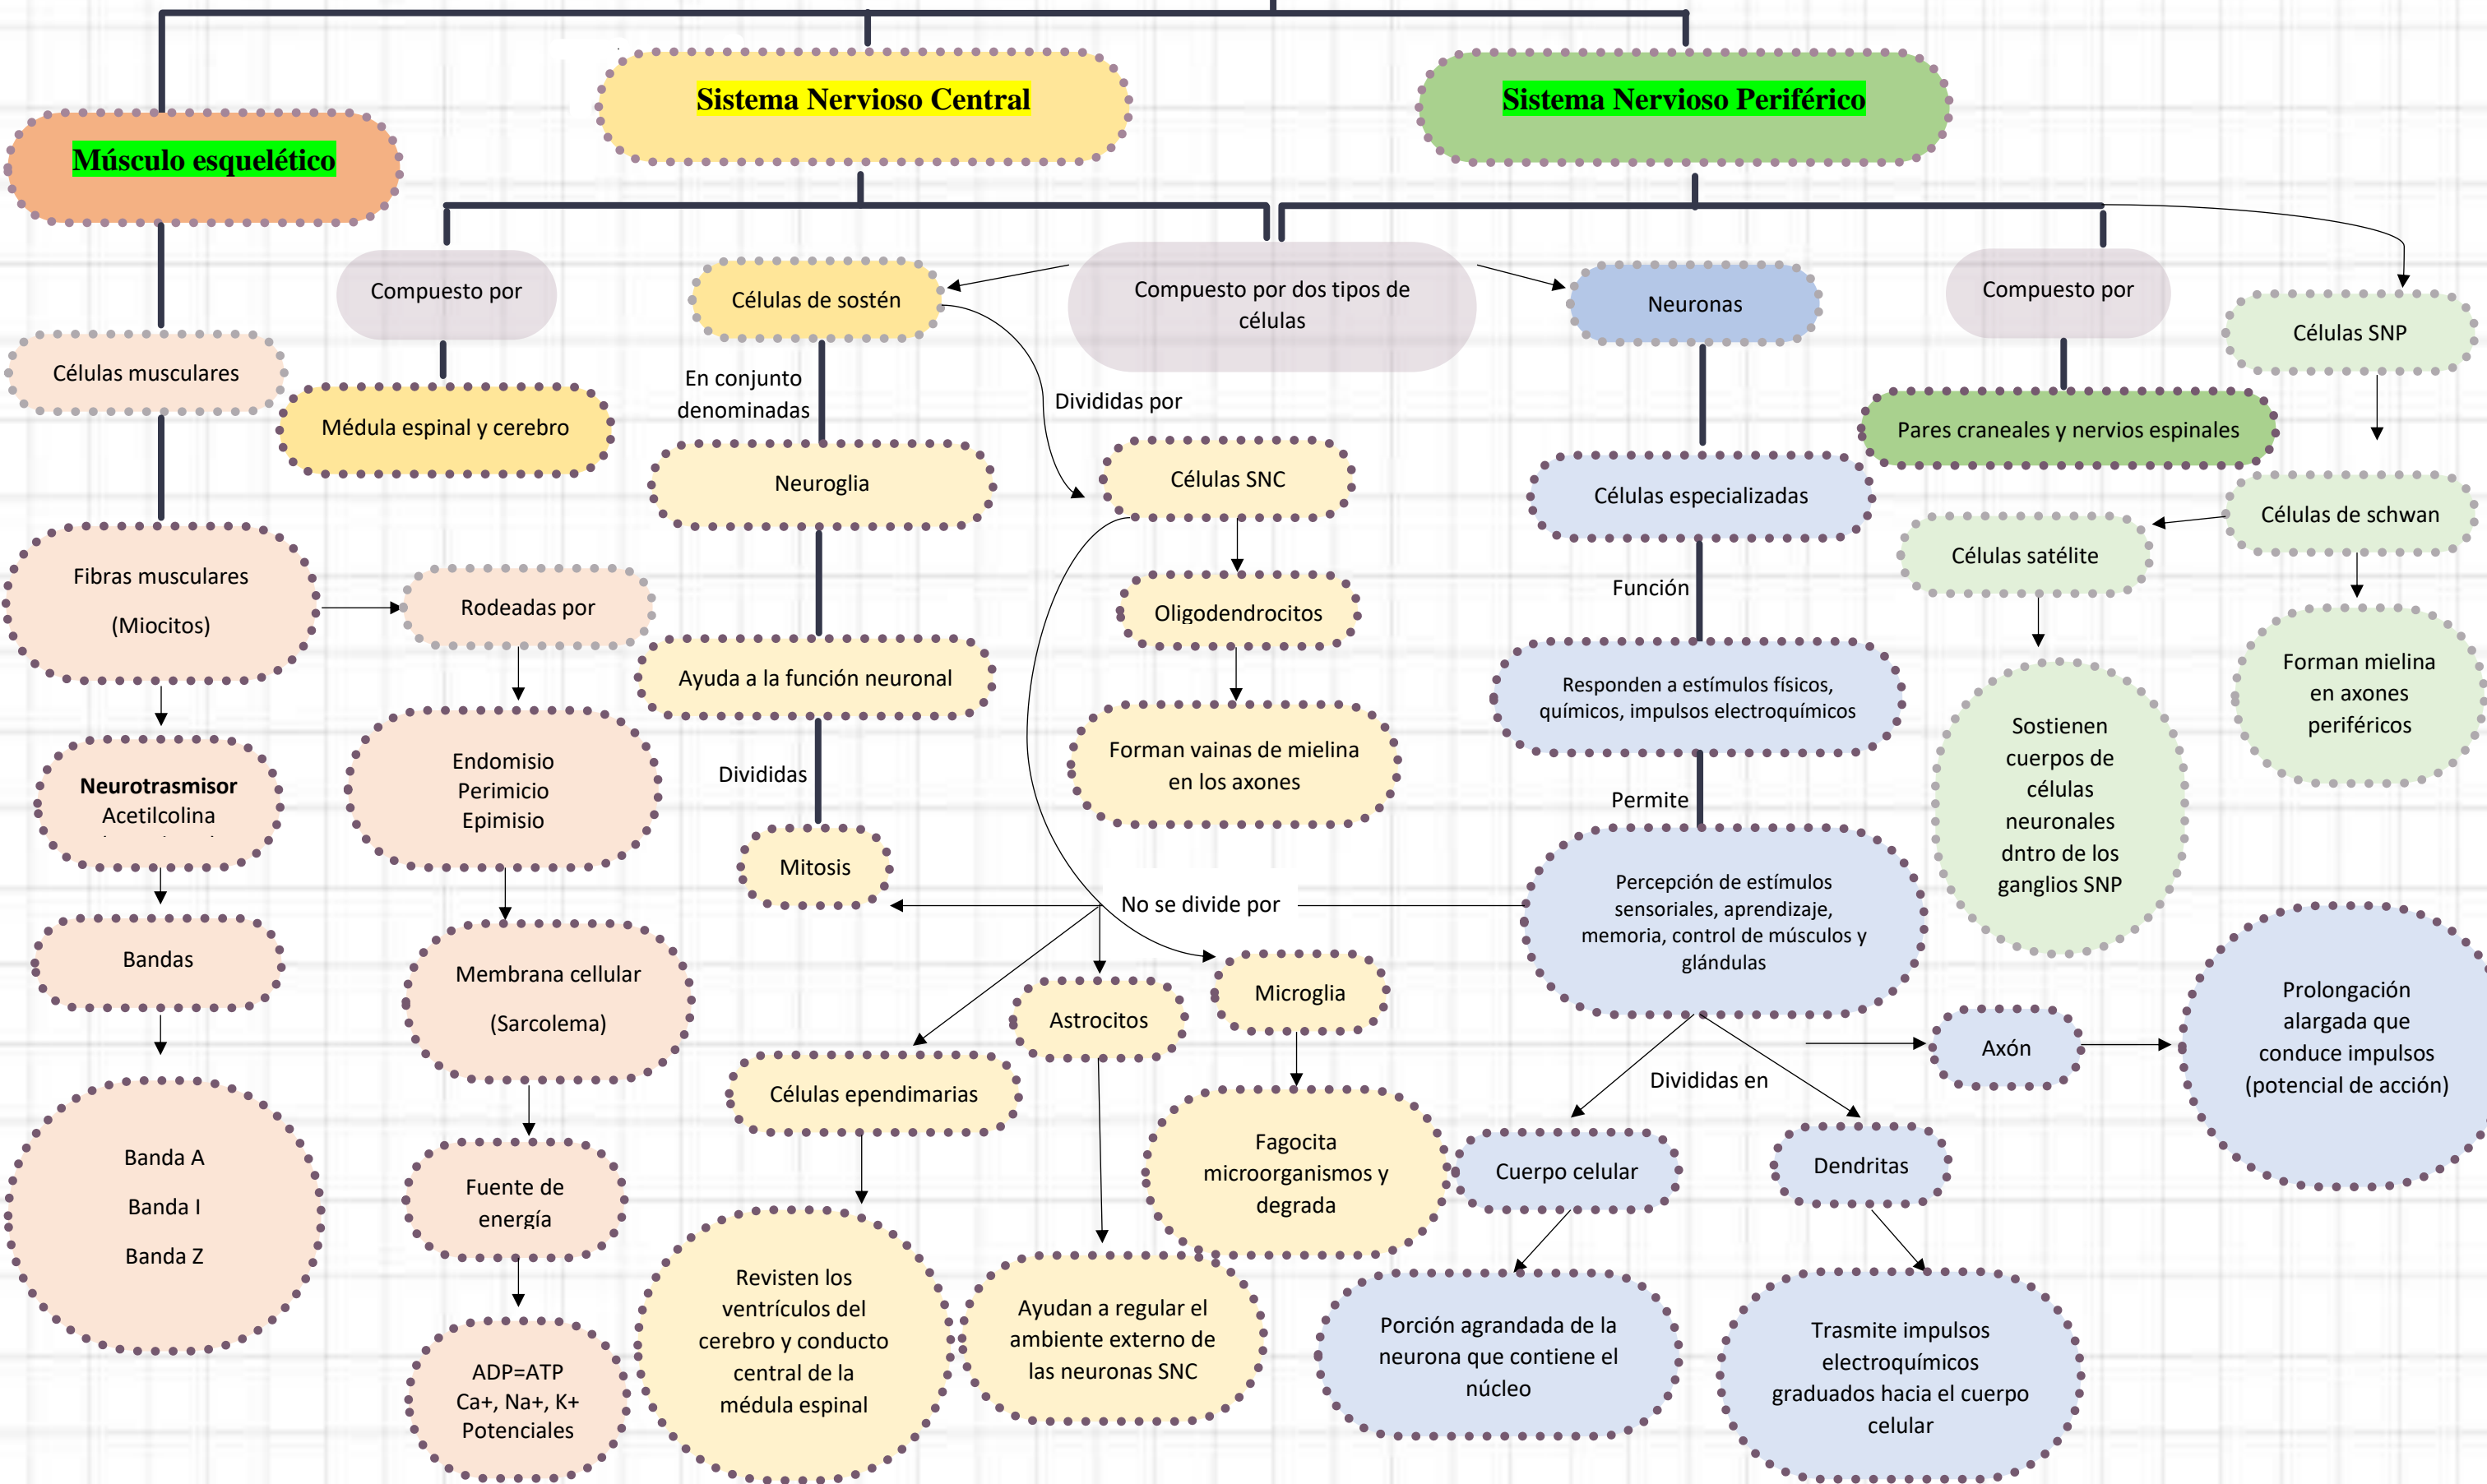 Sistema Nervioso Central
Sistema Nervioso Periférico
Músculo esquelético
Compuesto por
Células de sostén
Compuesto por dos tipos de
células
Neuronas
Compuesto por
Células SNP
Células musculares
Médula espinal y cerebro
En conjunto
denominadas
Divididas por
Pares craneales y nervios espinales
Neuroglia
Células SNC
Células especializadas
Células de schwan
Células satélite
Fibras musculares
(Miocitos)
Rodeadas por
Oligodendrocitos
Función
Ayuda a la función neuronal
Responden a estímulos físicos,
químicos, impulsos electroquímicos
Forman mielina
en axones
periféricos
Sostienen
cuerpos de
células
neuronales
dntro de los
ganglios SNP
Neurotrasmisor
Acetilcolina
Endomisio
Perimicio
Epimisio
Divididas
Forman vainas de mielina
en los axones
Permite
Mitosis
No se divide por
Percepción de estímulos
sensoriales, aprendizaje,
memoria, control de músculos y
glándulas
Bandas
Membrana cellular
(Sarcolema)
Astrocitos
Microglia
Axón
Prolongación
alargada que
conduce impulsos
(potencial de acción)
Células ependimarias
Divididas en
Banda A
Banda I
Banda Z
Fuente de
energía
Fagocita
microorganismos y
degrada
Cuerpo celular
Dendritas
Revisten los
ventrículos del
cerebro y conducto
central de la
médula espinal
Ayudan a regular el
ambiente externo de
las neuronas SNC
Porción agrandada de la
neurona que contiene el
núcleo
Trasmite impulsos
electroquímicos
graduados hacia el cuerpo
celular
ADP=ATP
Ca+, Na+, K+
Potenciales